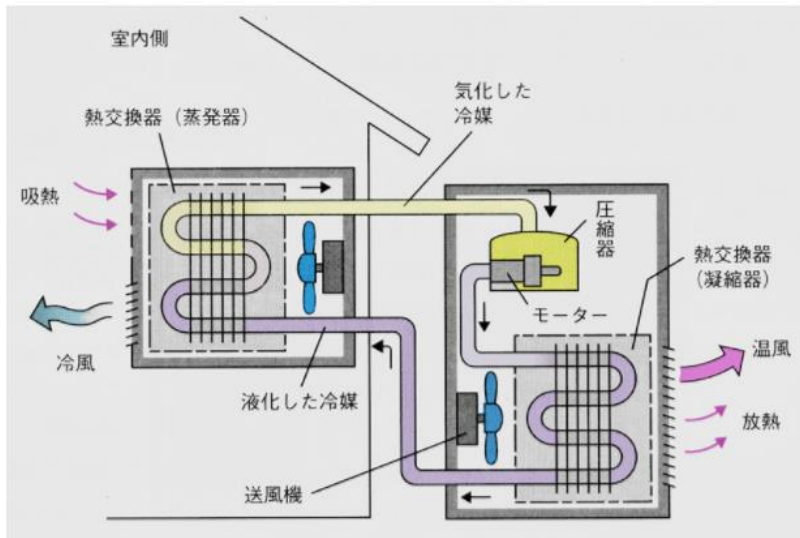 室内側
熱交換器（蒸発器）
気化した
冷媒
吸熱
圧縮器
熱交換器
（凝縮器）
モーター
冷風
温風
液化した冷媒
放熱
送風機